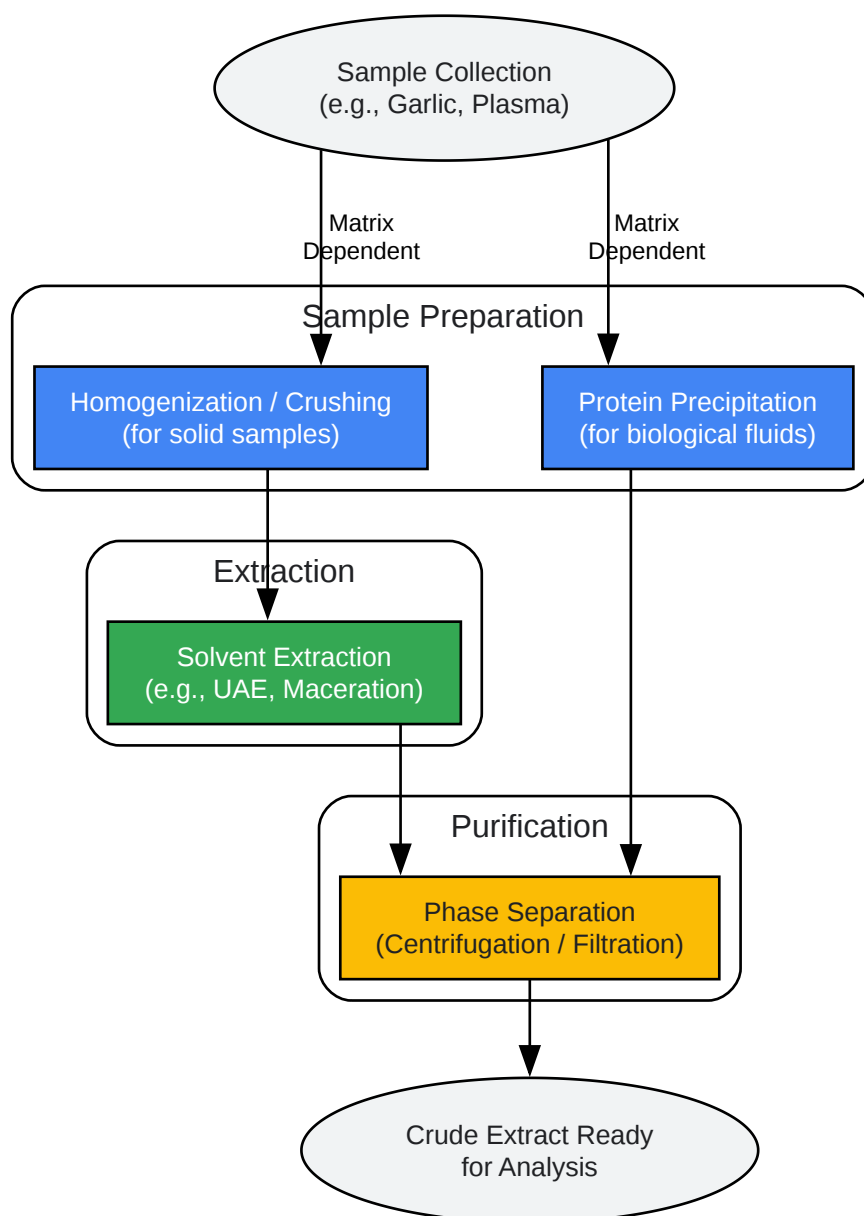 Sample Collection
(e.g., Garlic, Plasma)
Matrix
Dependent
Matrix
Dependent
Sample Preparation
Homogenization / Crushing
(for solid samples)
Protein Precipitation
(for biological fluids)
Extraction
Solvent Extraction
(e.g., UAE, Maceration)
Purification
Phase Separation
(Centrifugation / Filtration)
Crude Extract Ready
for Analysis